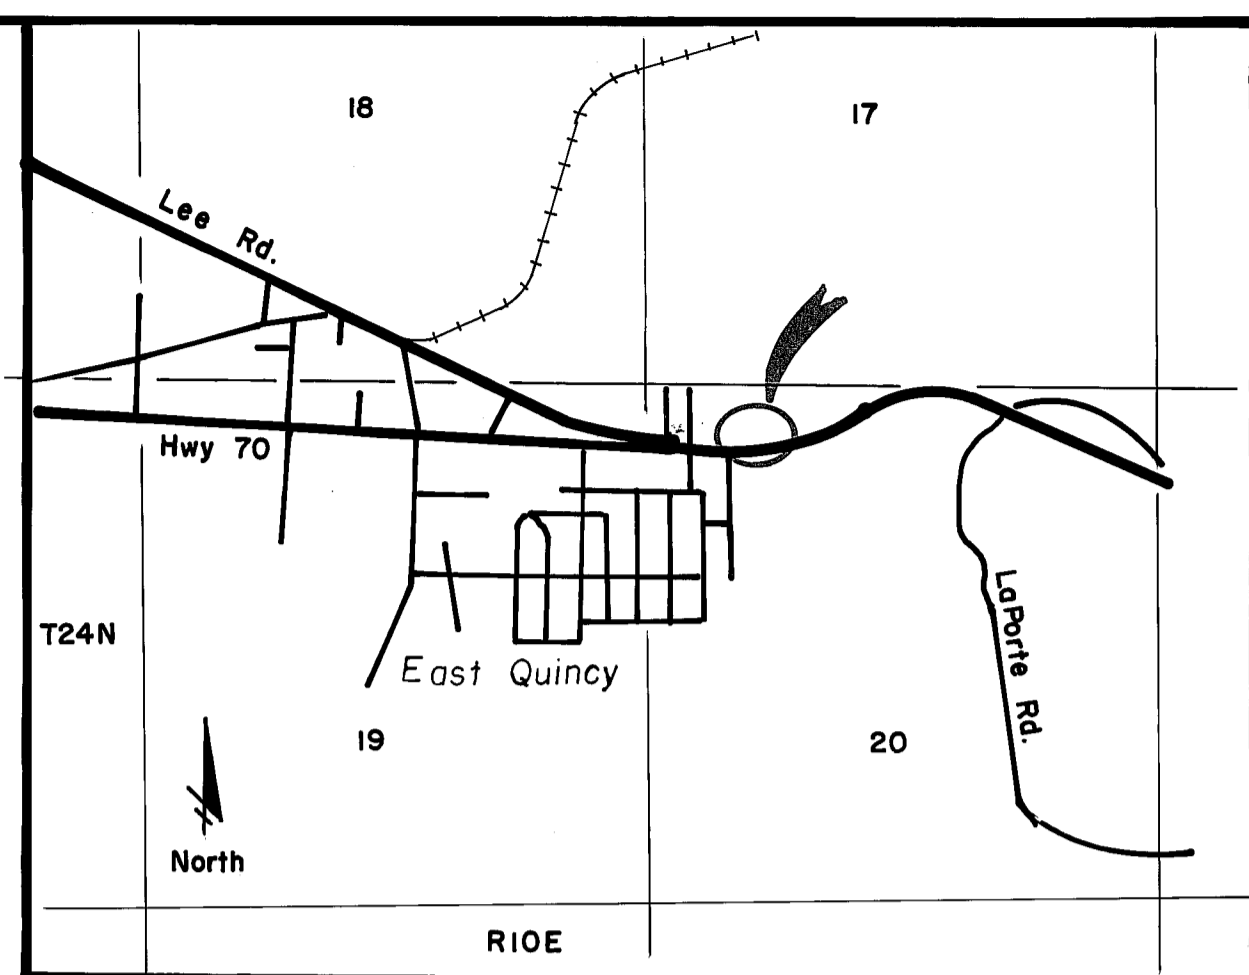 18
17
Lee Rd.
Hwy 70
T24N
LaPorte Rd.
East Quincy
19
20
North
R10E